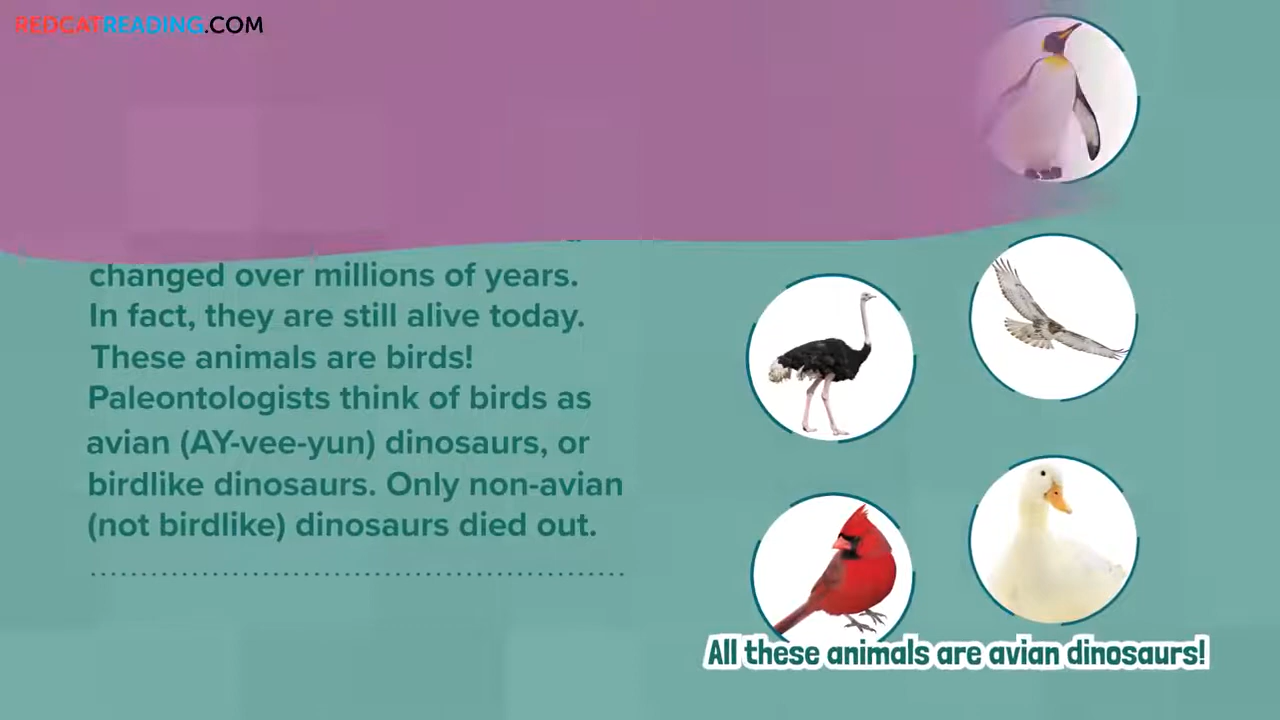 REDCATREADING.COM
changed over millions of years.
In fact, they are still alive today.
These animals are birds!
Paleontologists think of birds as
avian (AY-vee-yun) dinosaurs, or
birdlike dinosaurs. Only non-avian
(not birdlike) dinosaurs died out.
All these animals are avian dinosaurs!